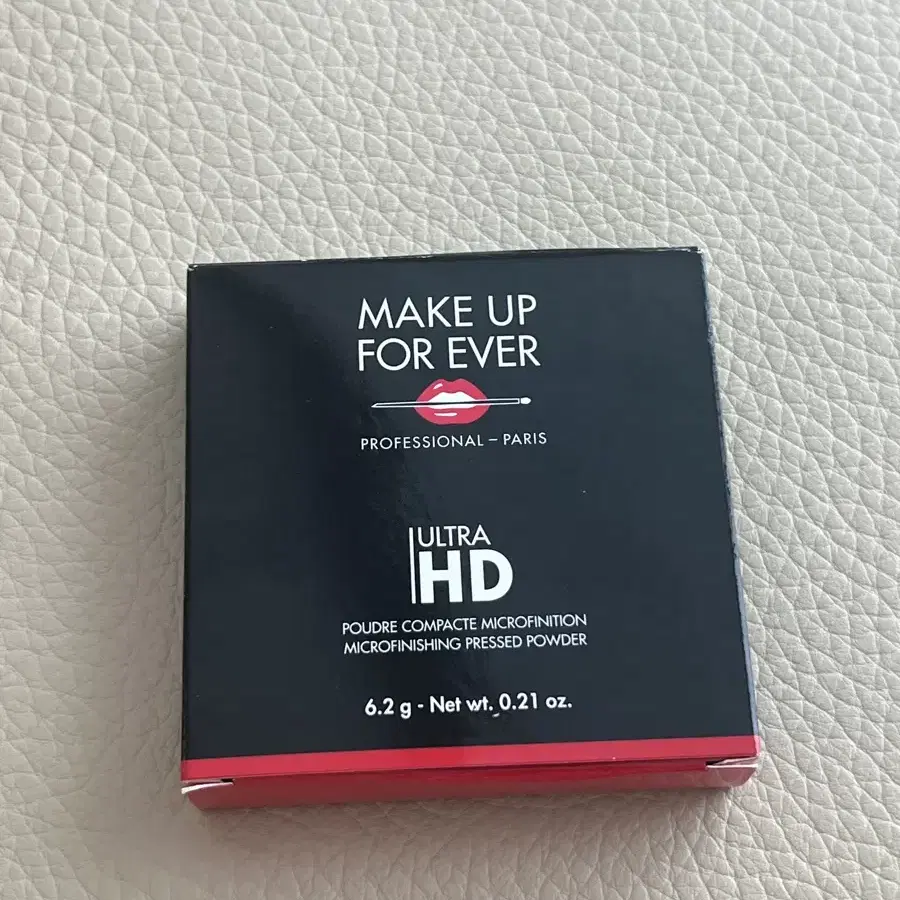 MAKE UP
FOR EVER
PROFESSIONAL – PARIS
ULTRA
HD
POUDRE COMPACTE MICROFINITION
MICROFINISHING PRESSED POWDER
6.2 g - Net wt. 0.21 oz.